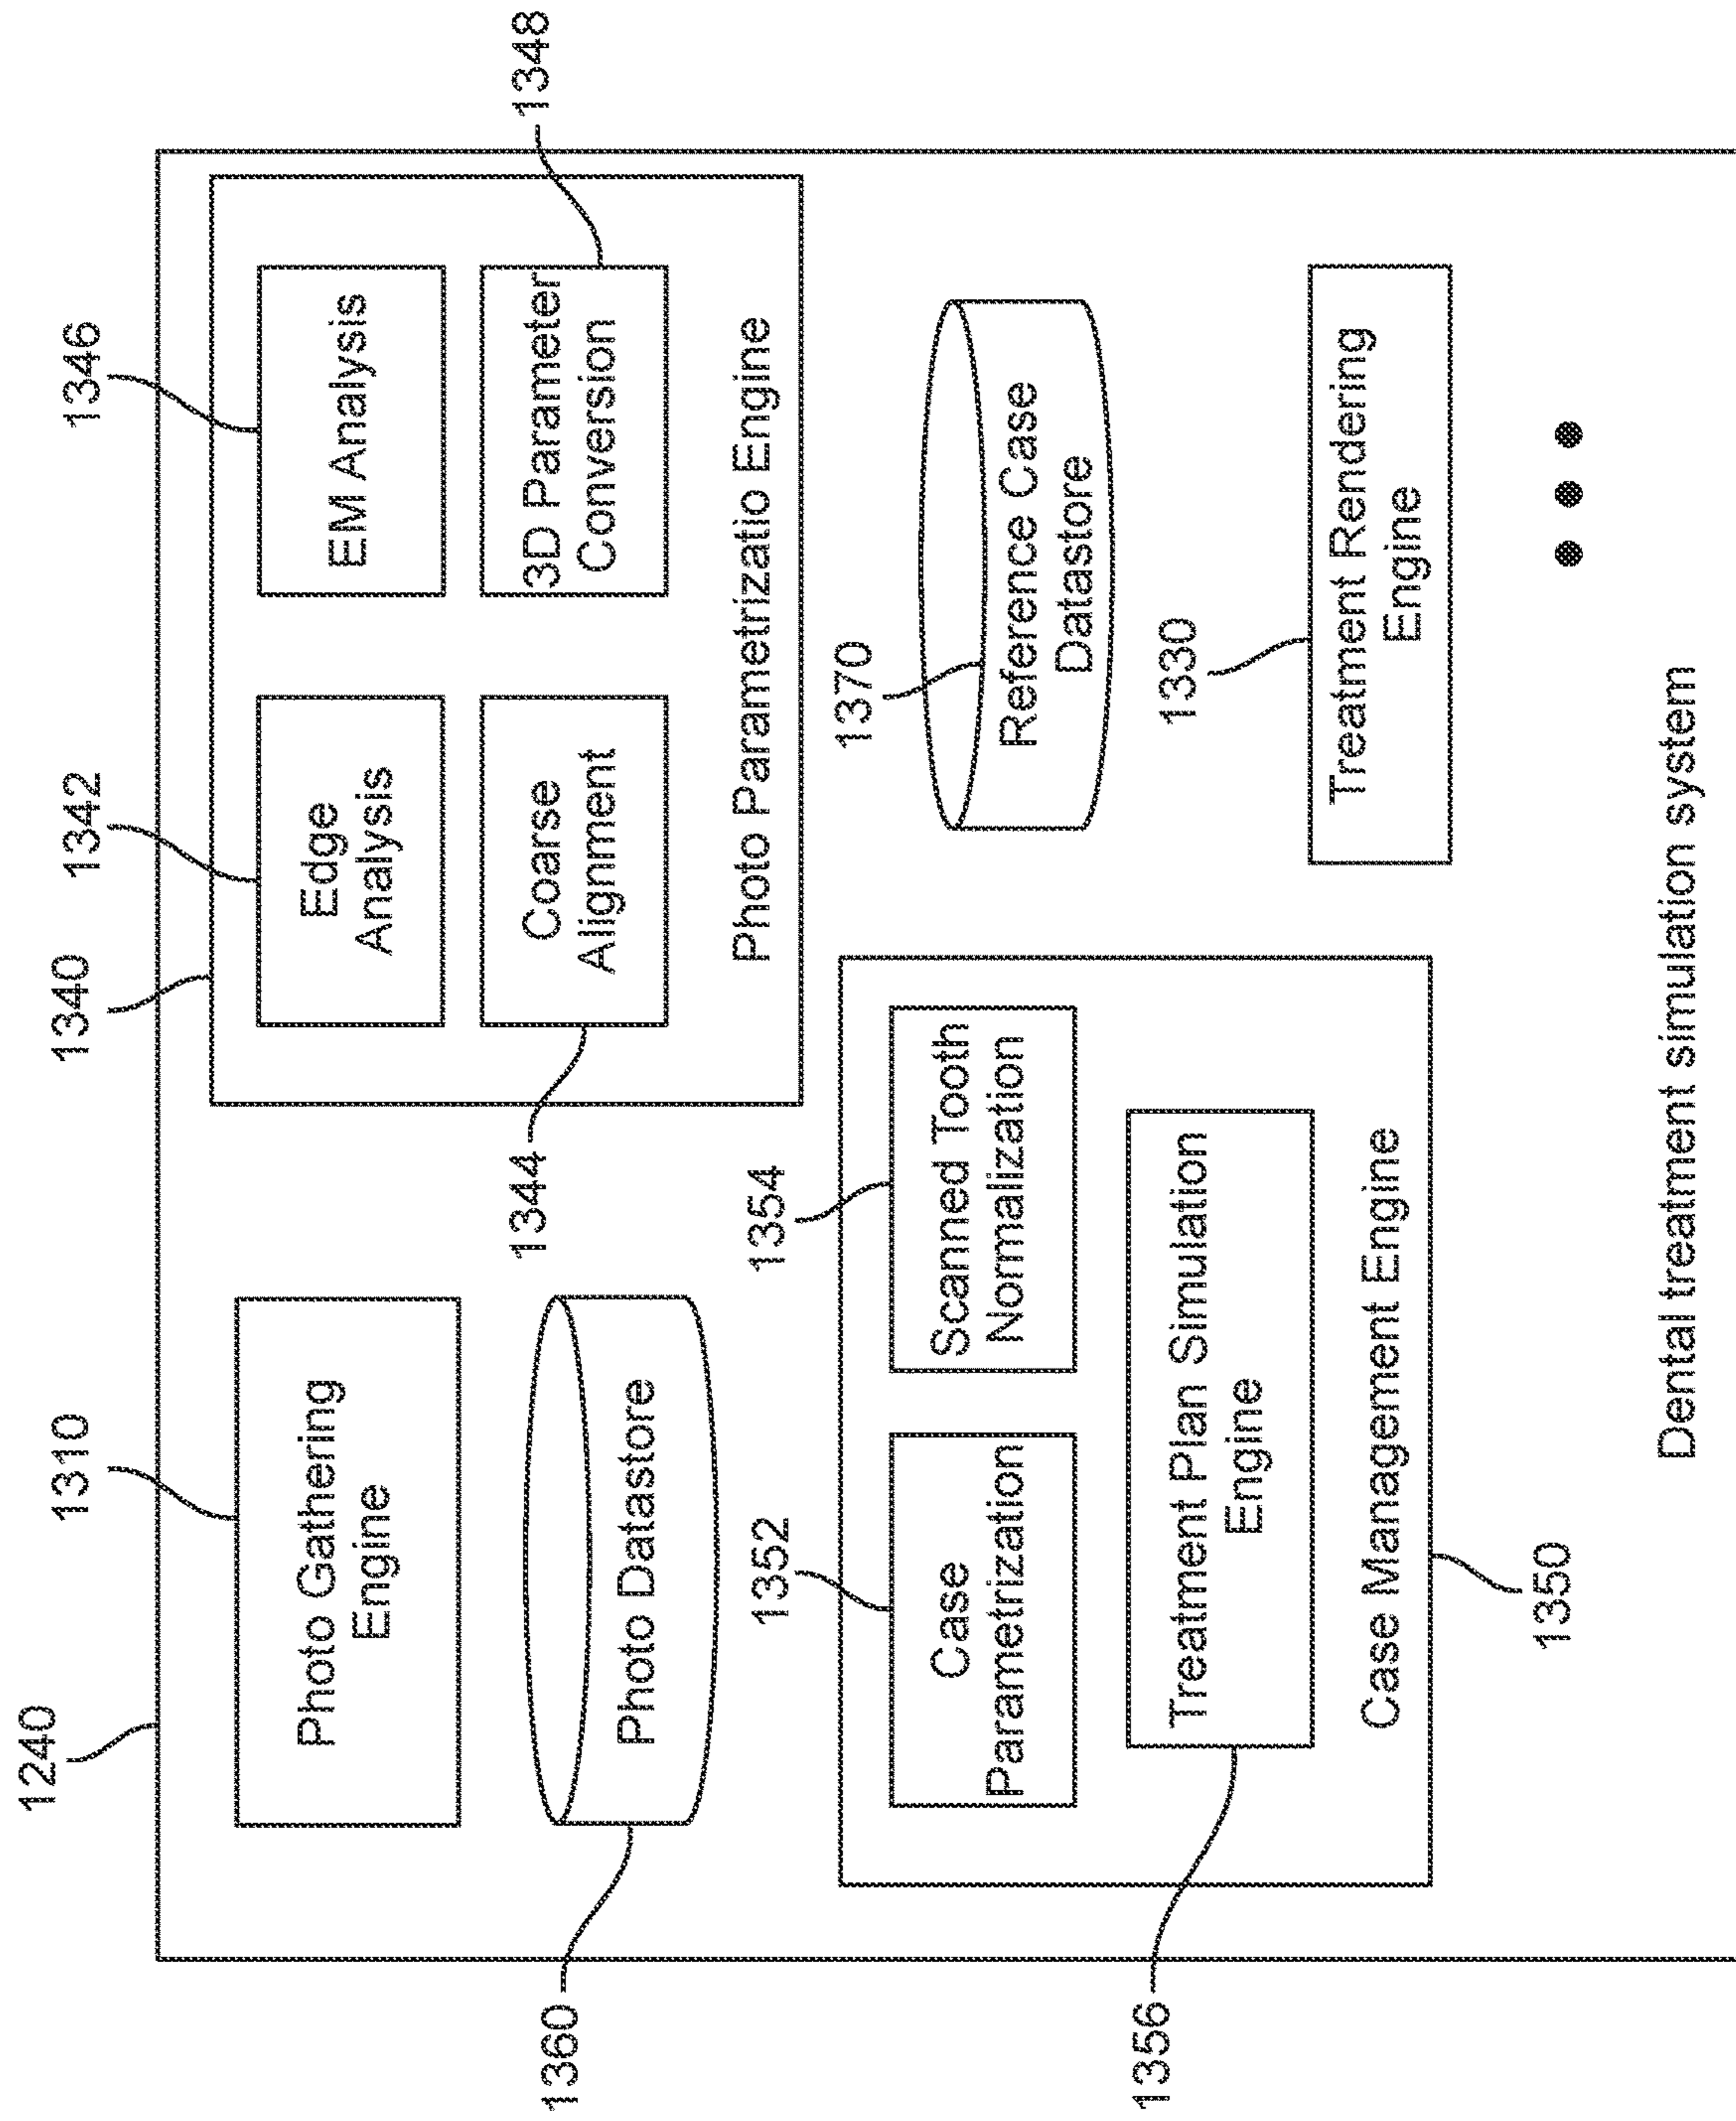 1240
1310
Photo Gathering
Engine
1360
Photo Datastore
1340
1342
Edge
Analysis
1346
EM Analysis
1344
Coarse
Alignment
3D Parameter
Conversion
1348
Photo Parametrizatio Engine
1352
Case
Parametrization
1354
Scanned Tooth
Normalization
1356
Treatment Plan Simulation
Engine
Case Management Engine
1350
1370
Reference Case
Datastore
1330
Treatment Rendering
Engine
Dental treatment simulation system